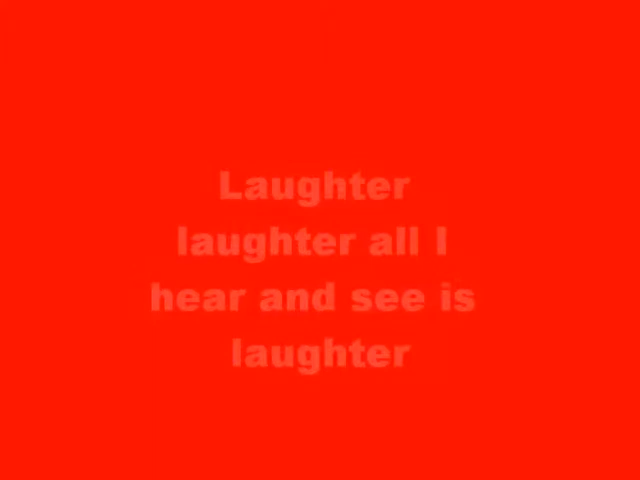 Laughter
laughter all I
hear and see is
laughter